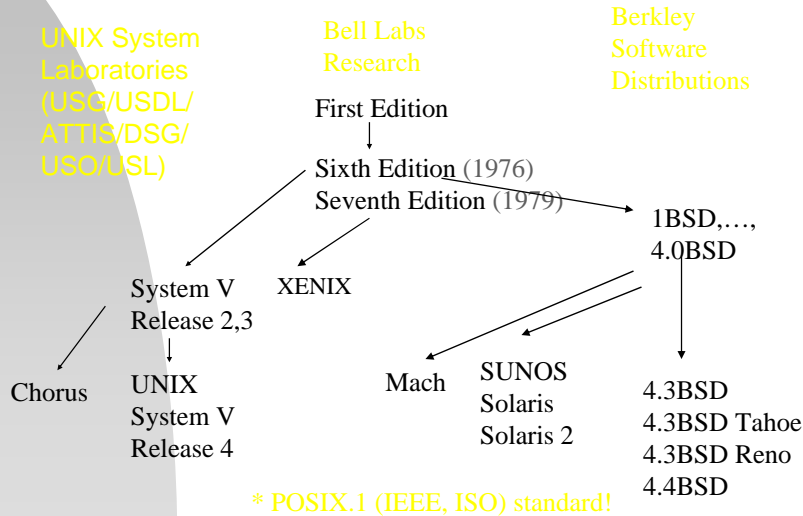 UNIX System
Laboratories
(USG/USDL/
ATTIS/DSG/
USO/USL)
Bell Labs
Research
Berkley
Software
Distributions
First Edition
Sixth Edition (1976)
Seventh Edition (1979)
1BSD,…,
4.0BSD
System V
Release 2,3
XENIX
Chorus
UNIX
System V
Release 4
Mach
SUNOS
Solaris
Solaris 2
4.3BSD
4.3BSD Tahoe
4.3BSD Reno
4.4BSD
* POSIX.1 (IEEE, ISO) standard!